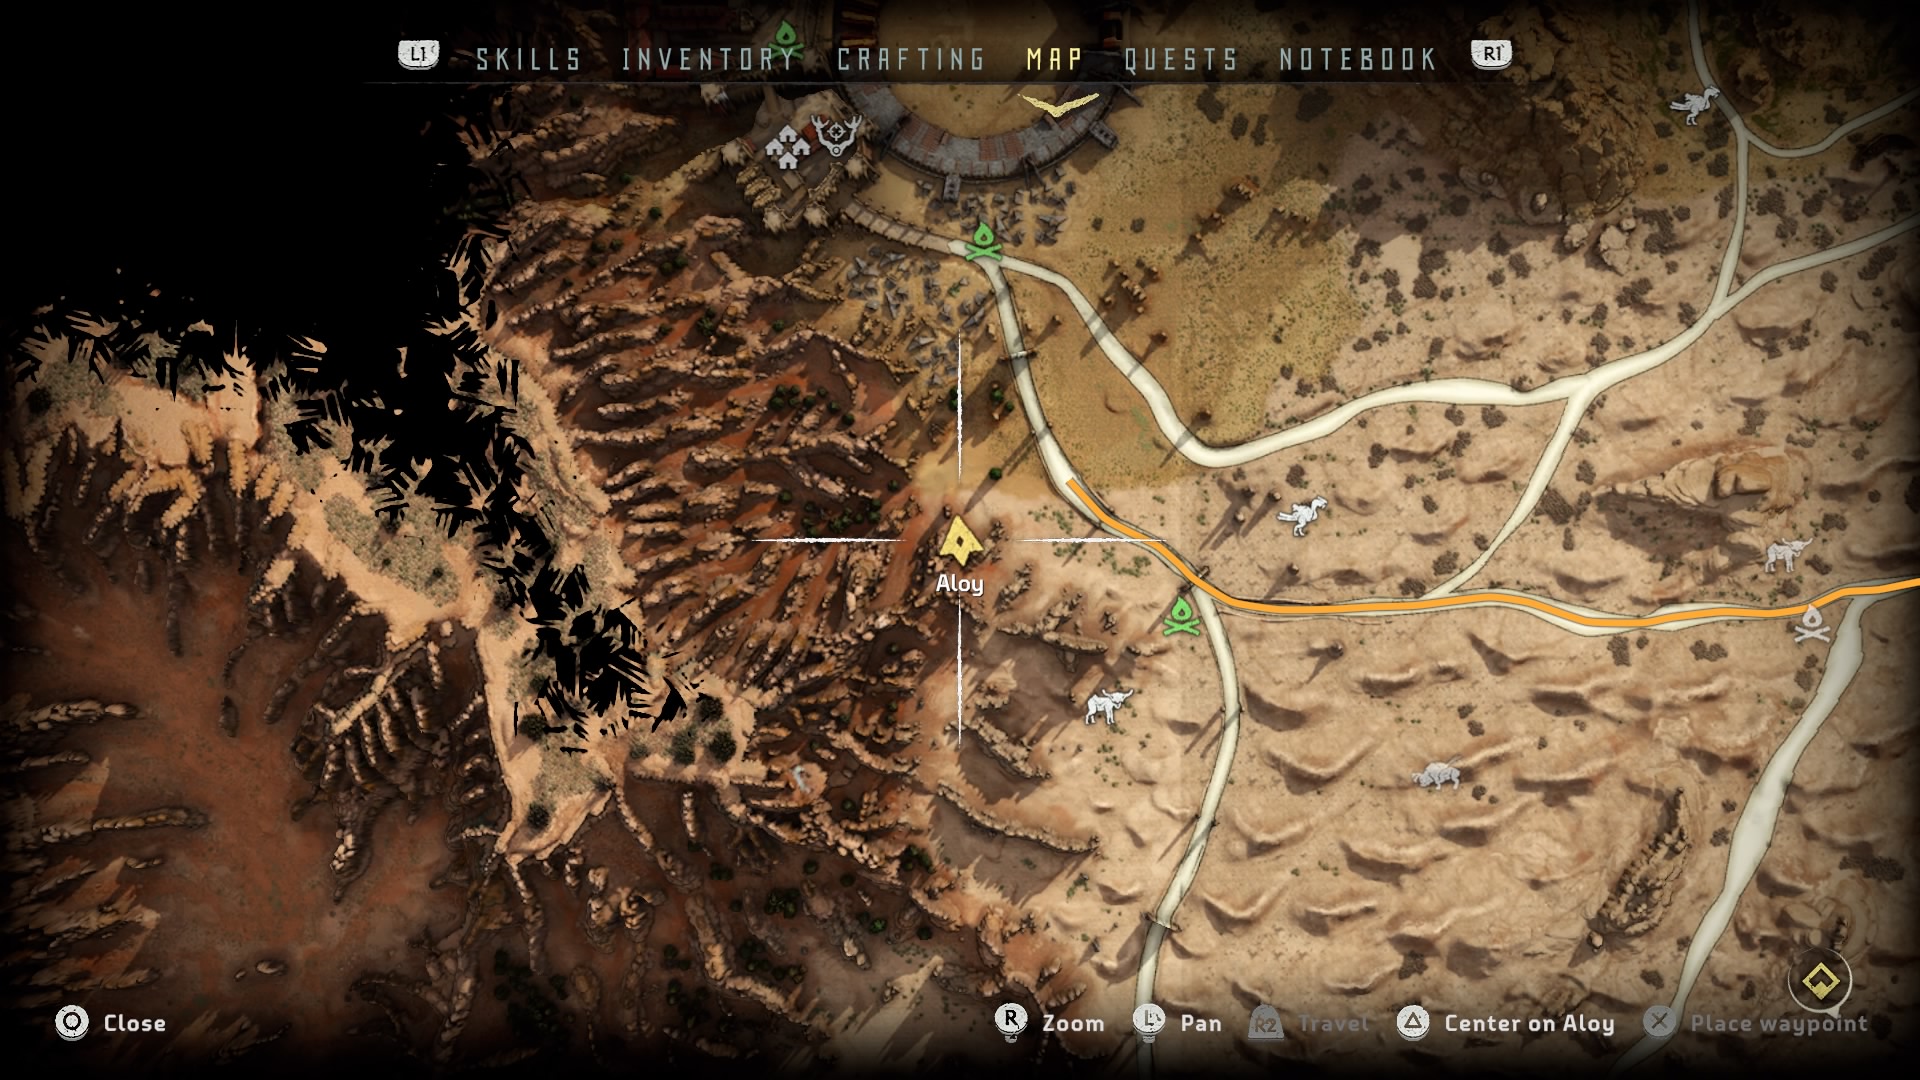 L1 SKILLS INVENTORY CRAFTING MAP QUESTS NOTEBOOK R1
Aloy
Close R Zoom L Pan R2 Travel Center on Aloy Place waypoint